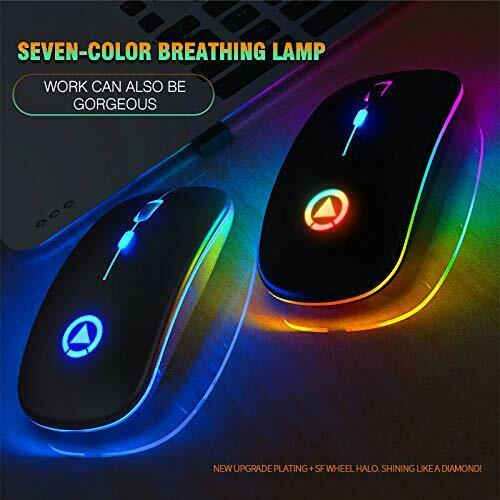 SEVEN-COLOR BREATHING LAMP
WORK CAN ALSO BE
GORGEOUS
NEW UPGRADE PLATING + SF WHEEL HALO. SHINING LIKE A DIAMOND!